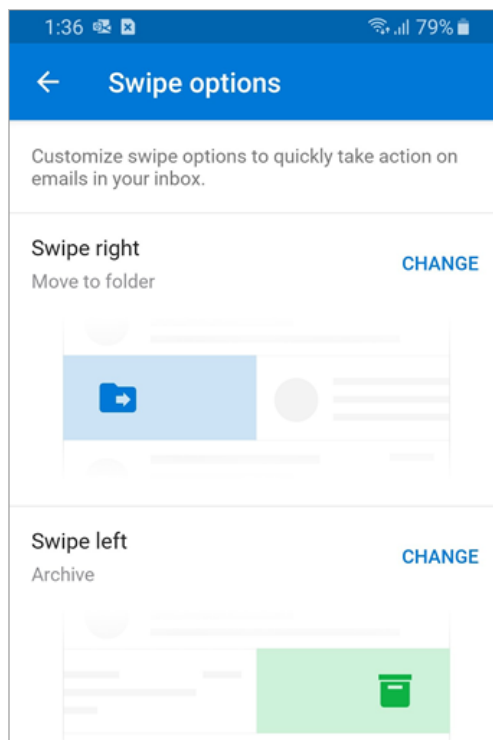 1:36 79%
Swipe options
Customize swipe options to quickly take action on
emails in your inbox.
Swipe right
CHANGE
Move to folder
Swipe left
CHANGE
Archive